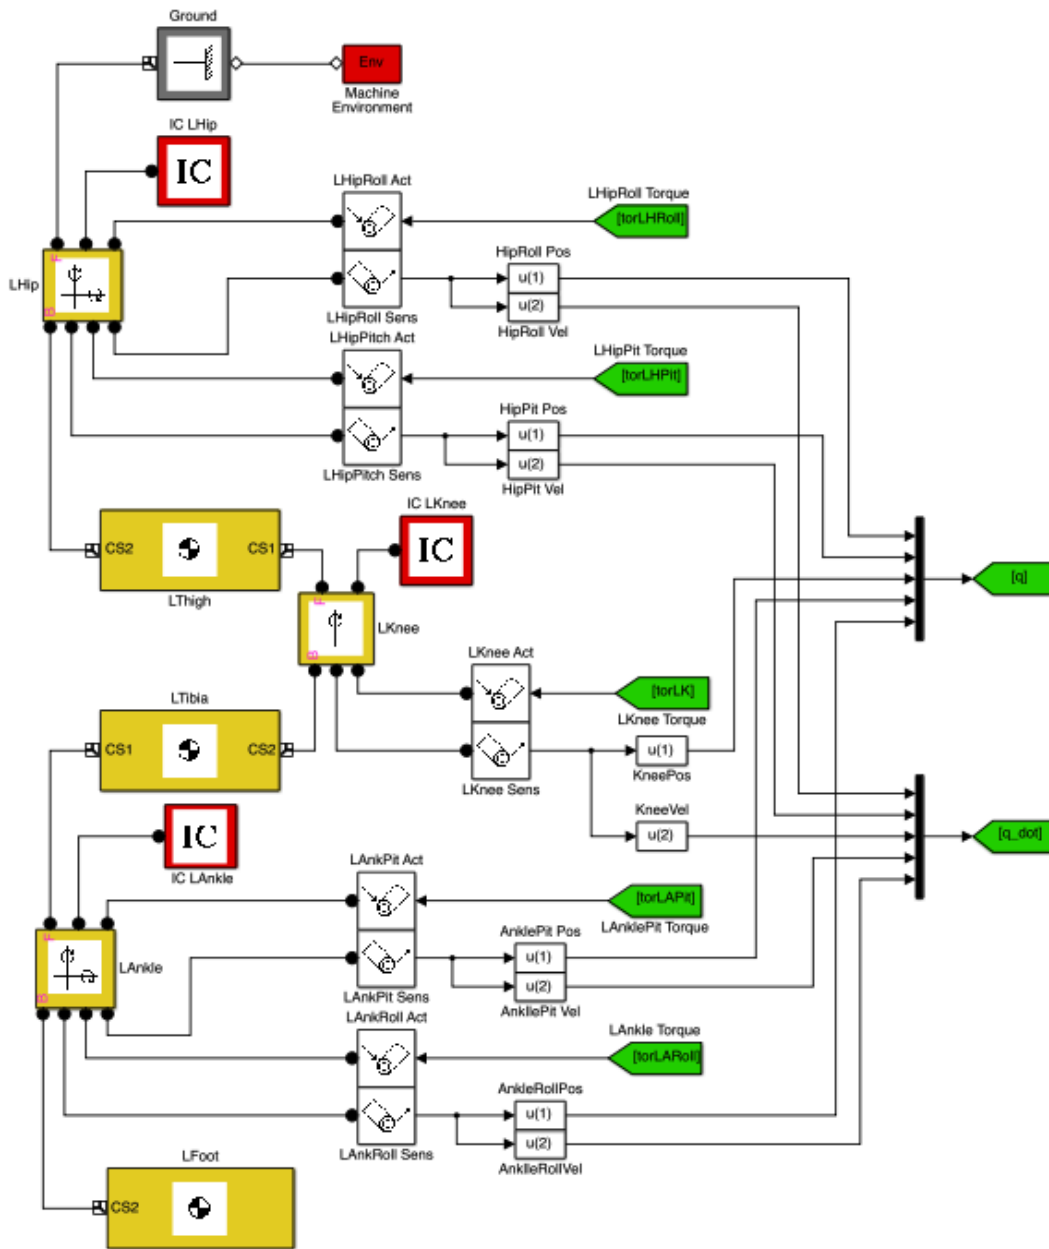 Ground
Env
Machine
Environment
IC LHip
IC
LHipRoll Act
LHipRoll Torque
[torLHRoll]
HipRoll Pos
F
LHip
B
u(1)
u(2)
LHipRoll Sens
HipRoll Vel
LHipPitch Act
LHipPit Torque
[torLHPit]
HipPit Pos
u(1)
u(2)
LHipPitch Sens
HipPit Vel
IC LKnee
IC
CS2
CS1
LThigh
[q]
F
LKnee
B
LKnee Act
[torLK]
LKnee Torque
LTibia
CS1
CS2
u(1)
KneePos
LKnee Sens
IC
IC LAnkle
KneeVel
u(2)
[q_dot]
LAnkPit Act
[torLAPit]
LAnklePit Torque
AnklePit Pos
F
LAnkle
B
u(1)
u(2)
LAnkPit Sens
AnkllePit Vel
LAnkRoll Act
LAnkle Torque
[torLARoll]
AnkleRollPos
u(1)
u(2)
LAnkRoll Sens
AnklleRollVel
LFoot
CS2